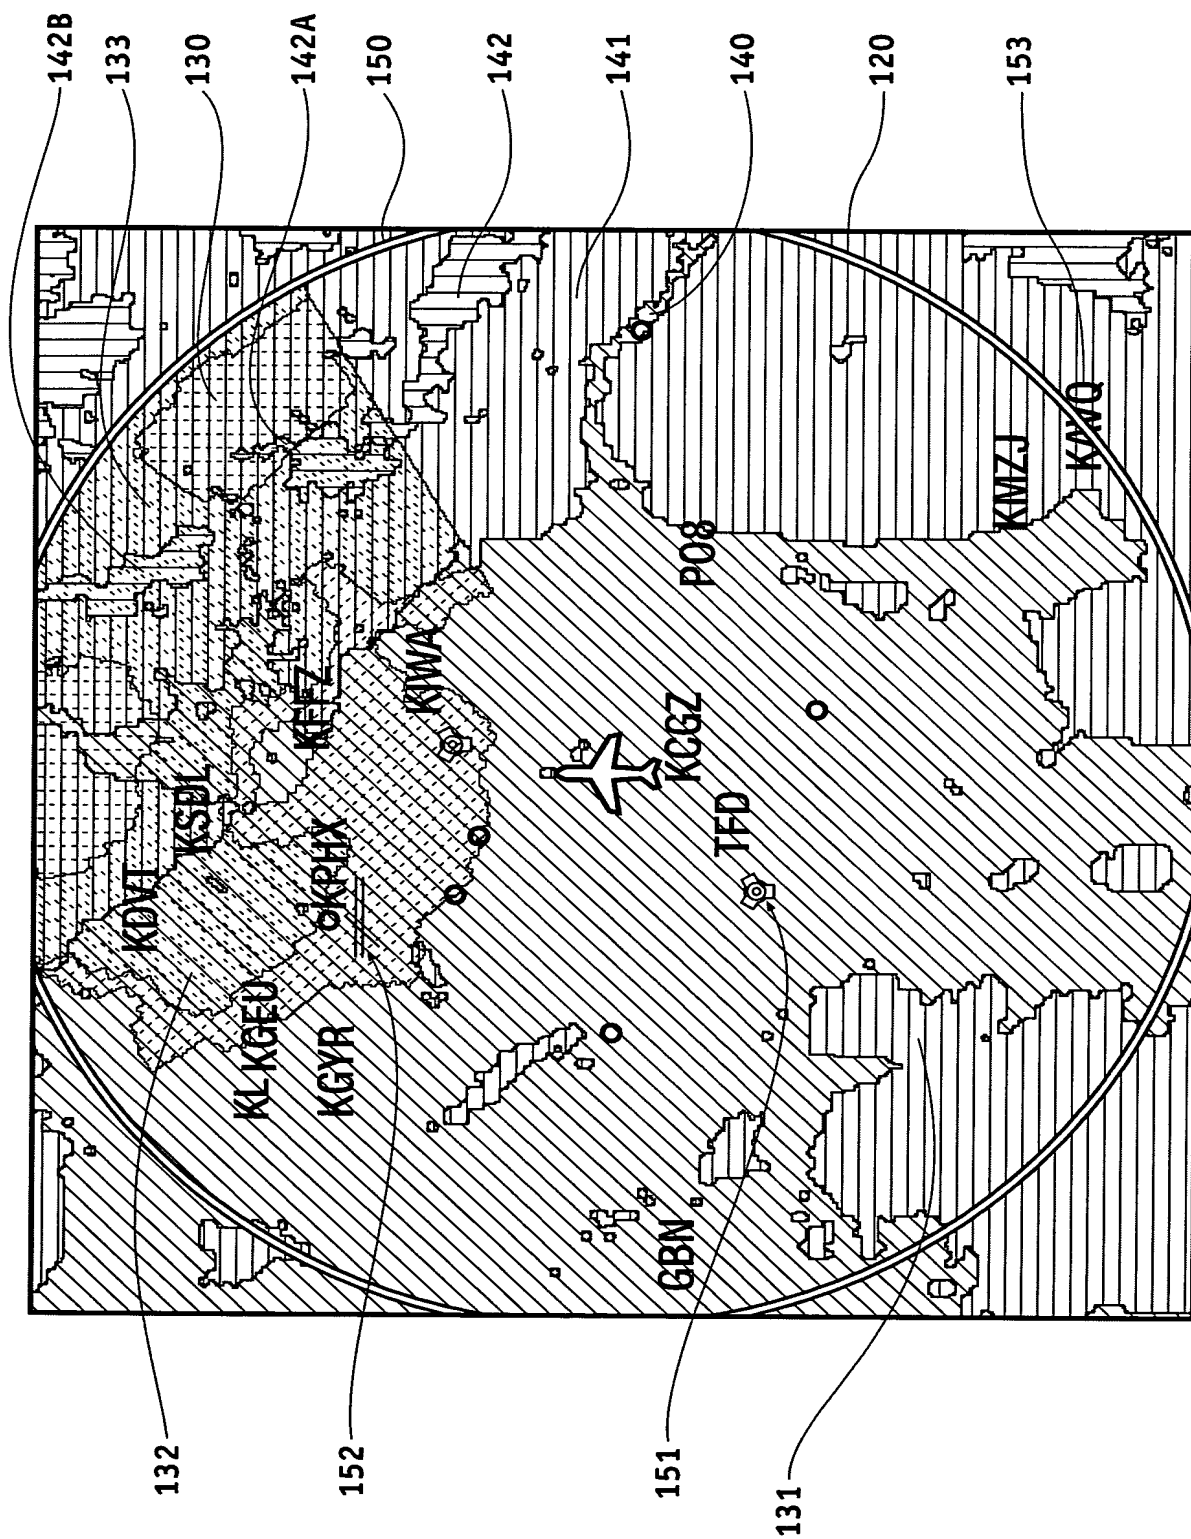 142B
133
130
142A
150
142
141
140
120
153
KDVT
KSDL
KFFZ
KIWA
KPHX
KL
KGEU
KGYR
PO8
KCGZ
TFD
GBN
KMZJ
KAVQ
132
152
151
131